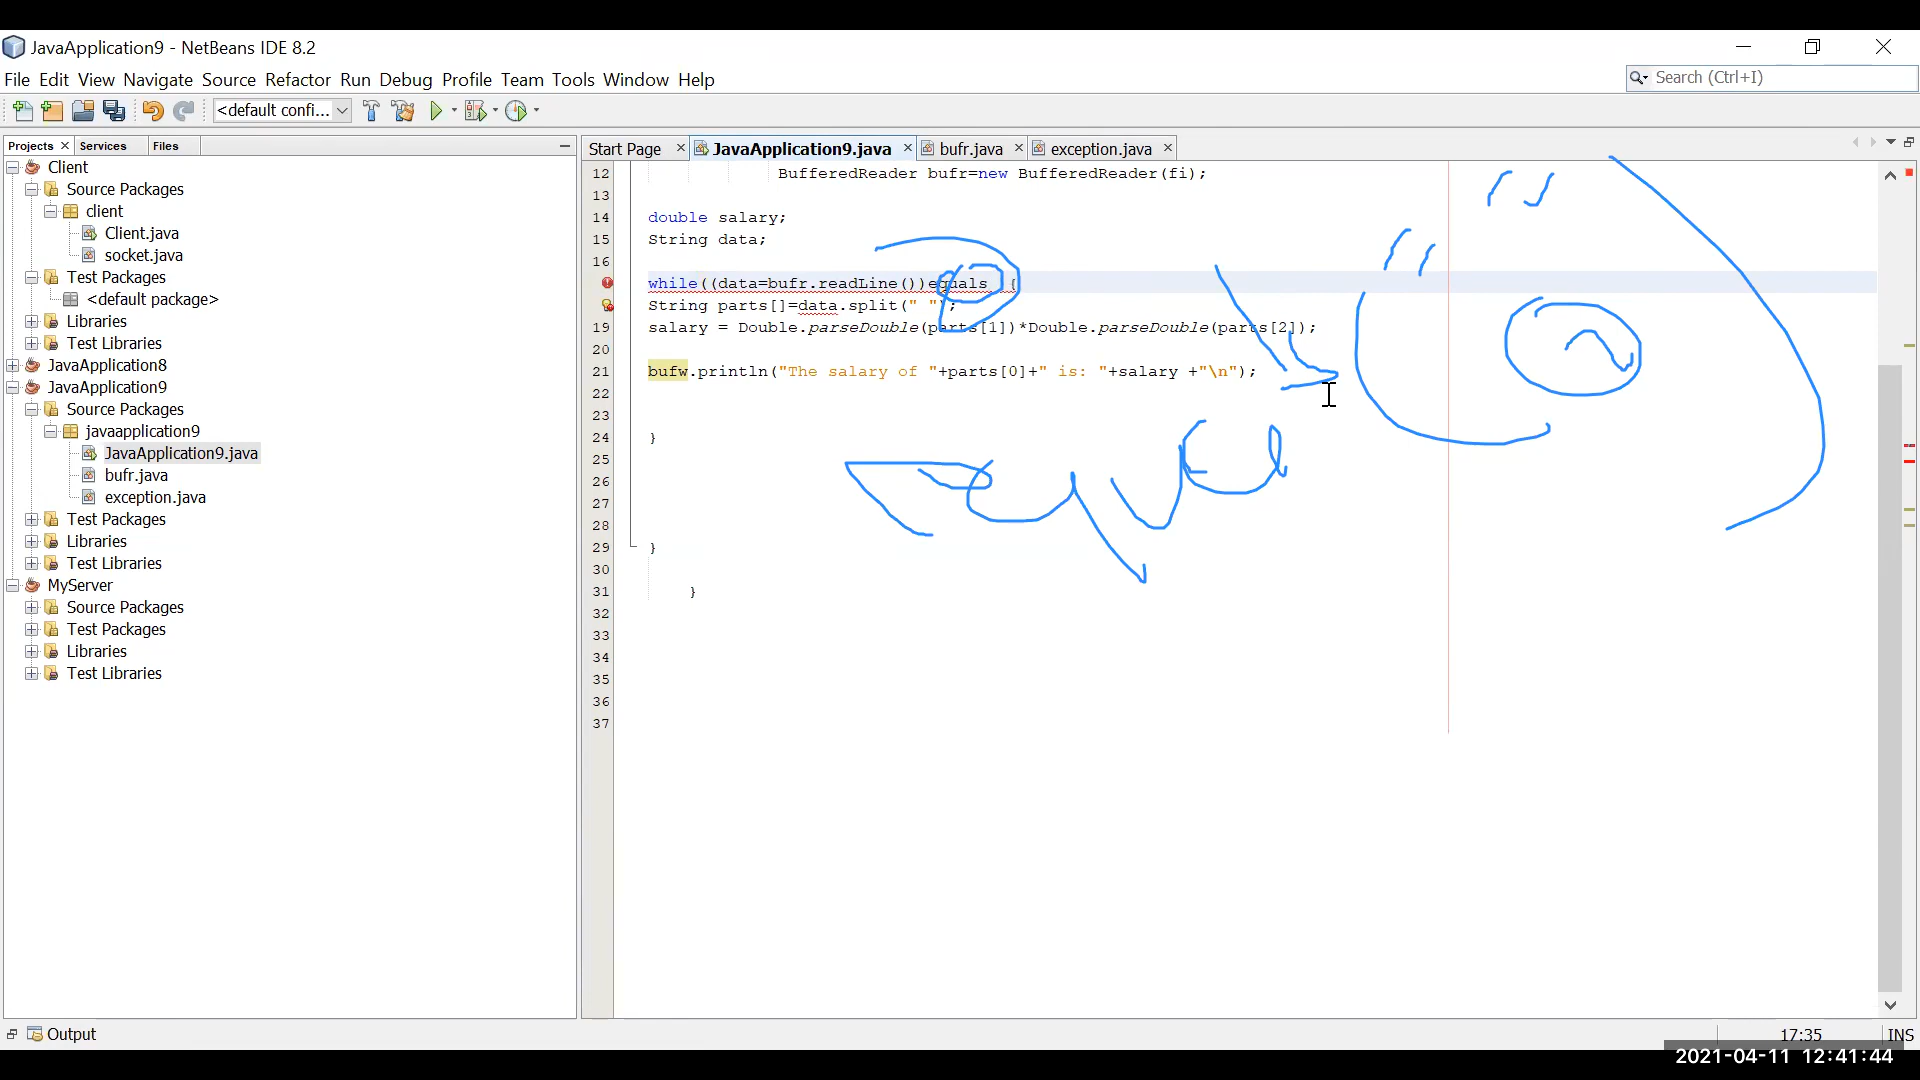 JavaApplication9 - NetBeans IDE 8.2
File Edit View Navigate Source Refactor Run Debug Profile Team Tools Window Help
Search (Ctrl+I)
<default confi...
Projects Services Files
Start Page JavaApplication9.java bufr.java exception.java
Client
Source Packages
client
Client.java
socket.java
Test Packages
<default package>
Libraries
Test Libraries
JavaApplication8
JavaApplication9
Source Packages
javaapplication9
JavaApplication9.java
bufr.java
exception.java
Test Packages
Libraries
Test Libraries
MyServer
Source Packages
Test Packages
Libraries
Test Libraries
12 BufferedReader bufr=new BufferedReader(fi);
13
14 double salary;
15 String data;
16
while((data=bufr.readLine())equals {
String parts[]=data.split(" ");
19 salary = Double.parseDouble(parts[1])*Double.parseDouble(parts[2]);
20
21 bufw.println("The salary of "+parts[0]+" is: "+salary +"\n");
22
23
24 }
25
26
27
28
29 }
30
31 }
32
33
34
35
36
37
Output
17:35 INS
2021-04-11 12:41:44